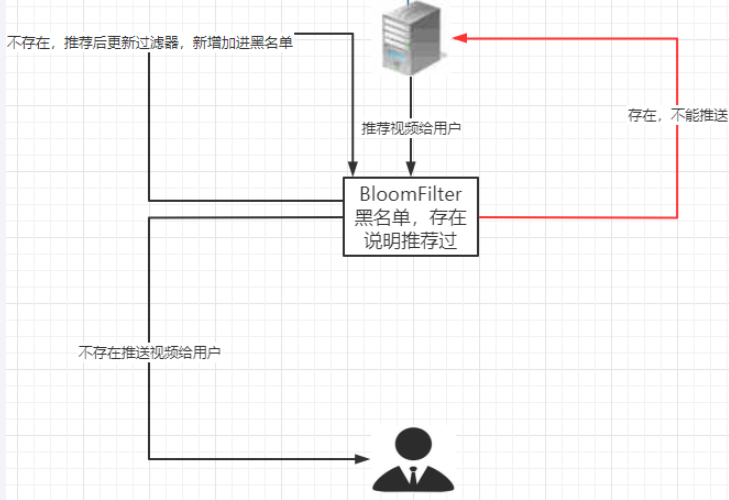 不存在，推荐后更新过滤器，新增加进黑名单
存在，不能推送
推荐视频给用户
BloomFilter
黑名单，存在
说明推荐过
不存在推送视频给用户